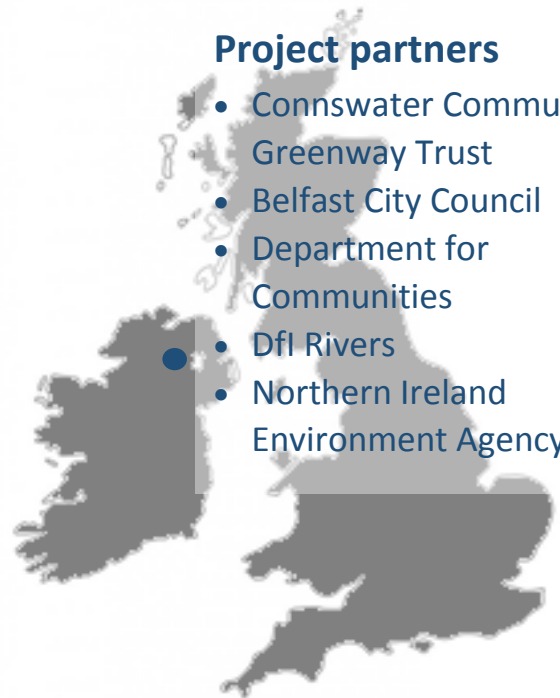 Project partners
• Connswater Commu
Greenway Trust
• Belfast City Council
• Department for
Communities
• DfI Rivers
• Northern Ireland
Environment Agency